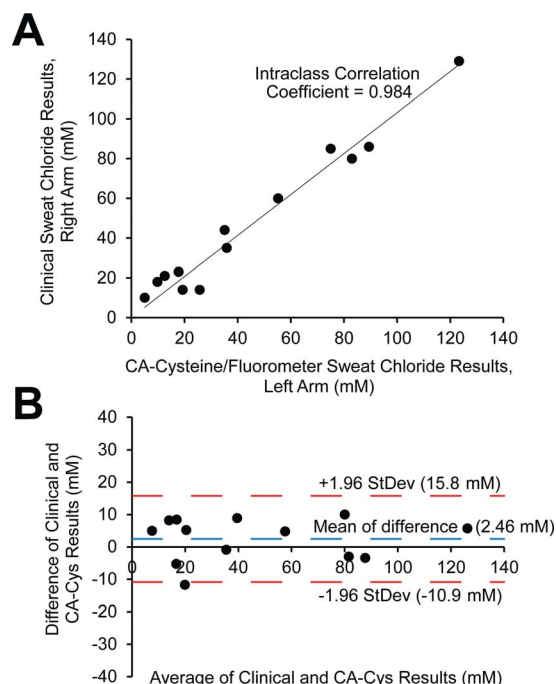 A
Clinical Sweat Chloride Results,
Right Arm (mM)
140
120
100
80
60
40
20
0
Intraclass Correlation
Coefficient = 0.984
0 20 40 60 80 100 120 140
CA-Cysteine/Fluorometer Sweat Chloride Results,
Left Arm (mM)
B
Difference of Clinical and
CA-Cys Results (mM)
40
30
20
10
0
-10
-20
-30
-40
+1.96 StDev (15.8 mM)
Mean of difference (2.46 mM)
0 20 40 60 80 100 120 140
-1.96 StDev (-10.9 mM)
Average of Clinical and CA-Cys Results (mM)